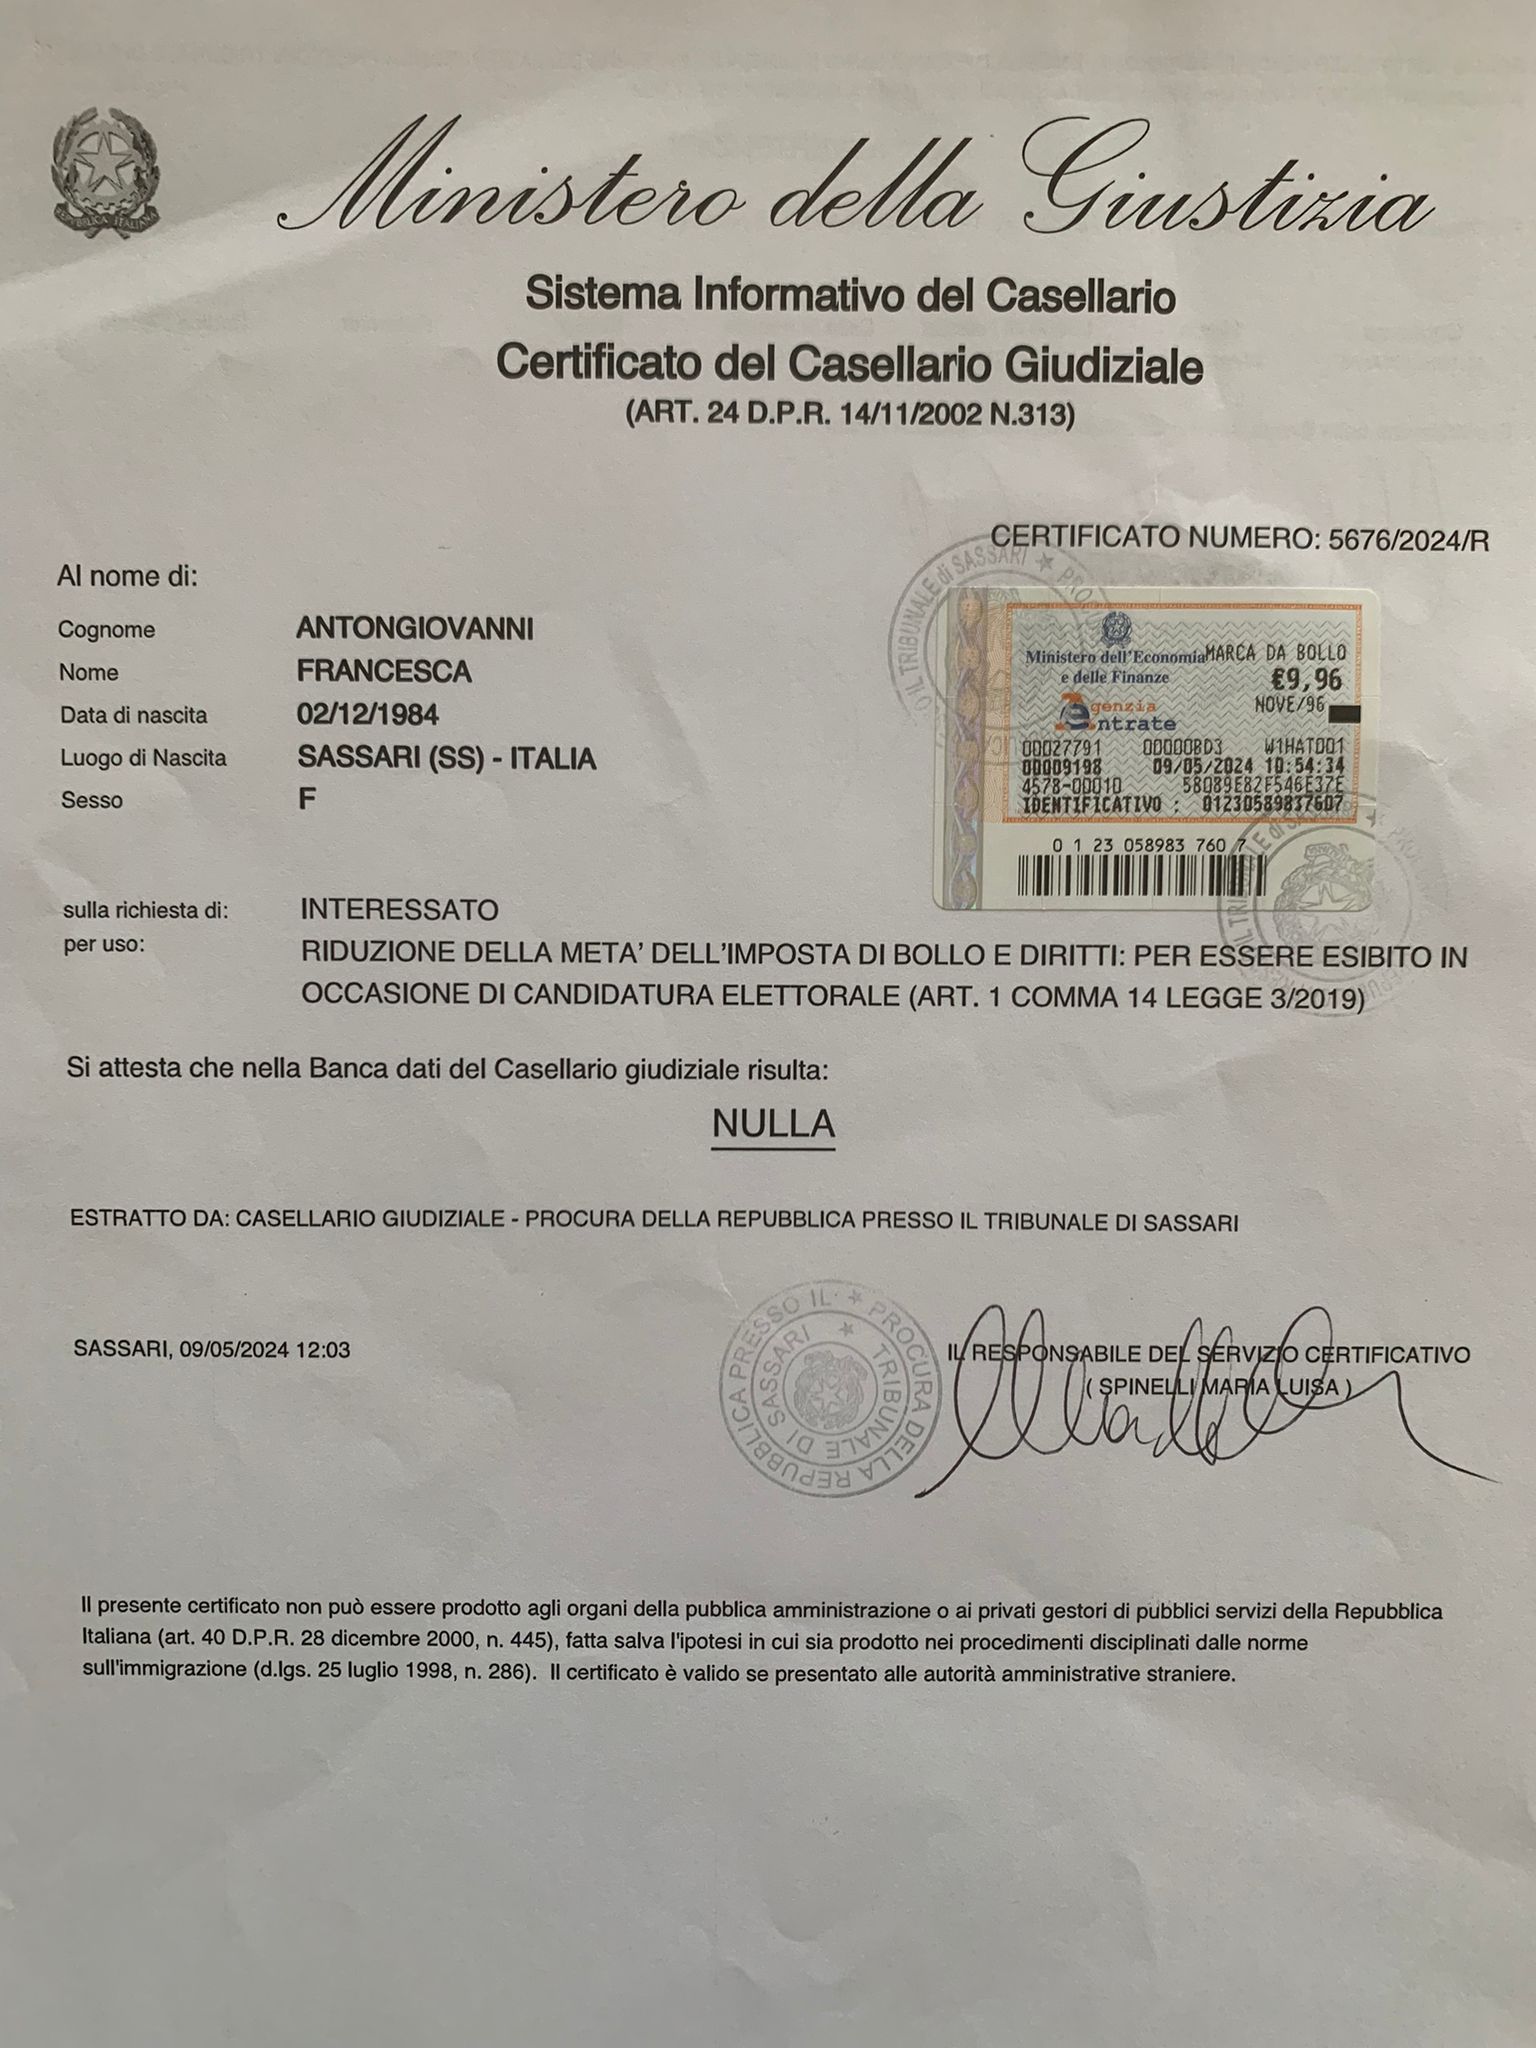 Ministero della Giustizia
REPUBBLICA ITALIANA
Sistema Informativo del Casellario
Certificato del Casellario Giudiziale
(ART. 24 D.P.R. 14/11/2002 N.313)
CERTIFICATO NUMERO: 5676/2024/R
Al nome di:
Cognome ANTONGIOVANNI
Nome FRANCESCA
Data di nascita 02/12/1984
Luogo di Nascita SASSARI (SS) - ITALIA
Sesso F
Ministero dell'Economia MARCA DA BOLLO
e delle Finanze €9,96
NOVE/96
Agenzia
Entrate
00027791 00000BD3 W1HAT001
00009198 09/05/2024 10:54:34
4578-00010 58089E82F546E37E
IDENTIFICATIVO : 01230589837607
0 1 23 058983 760 7
sulla richiesta di: INTERESSATO
per uso: RIDUZIONE DELLA META' DELL'IMPOSTA DI BOLLO E DIRITTI: PER ESSERE ESIBITO IN
OCCASIONE DI CANDIDATURA ELETTORALE (ART. 1 COMMA 14 LEGGE 3/2019)
Si attesta che nella Banca dati del Casellario giudiziale risulta:
NULLA
ESTRATTO DA: CASELLARIO GIUDIZIALE - PROCURA DELLA REPUBBLICA PRESSO IL TRIBUNALE DI SASSARI
SASSARI, 09/05/2024 12:03
PROCURA DELLA REPUBBLICA PRESSO IL
TRIBUNALE DI SASSARI
IL RESPONSABILE DEL SERVIZIO CERTIFICATIVO
( SPINELLI MARIA LUISA )
Il presente certificato non può essere prodotto agli organi della pubblica amministrazione o ai privati gestori di pubblici servizi della Repubblica
Italiana (art. 40 D.P.R. 28 dicembre 2000, n. 445), fatta salva l'ipotesi in cui sia prodotto nei procedimenti disciplinati dalle norme
sull'immigrazione (d.lgs. 25 luglio 1998, n. 286). Il certificato è valido se presentato alle autorità amministrative straniere.